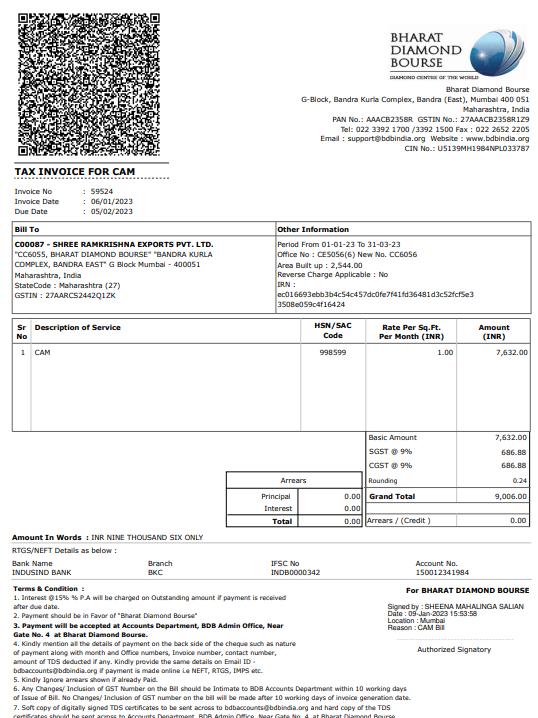 BHARAT
DIAMOND
BOURSE
DIAMOND CENTRE OF THE WORLD
Bharat Diamond Bourse
G-Block, Bandra Kurla Complex, Bandra (East), Mumbai 400 051
Maharashtra, India
PAN No.: AAACB2358R GSTIN No.: 27AAACB2358R1Z9
Tel: 022 3392 1700 /3392 1500 Fax : 022 2652 2205
Email : support@bdbindia.org Website : www.bdbindia.org
CIN No.: U5139MH1984NPL033787
TAX INVOICE FOR CAM
Invoice No : 59524
Invoice Date : 06/01/2023
Due Date : 05/02/2023
Bill To
C00087 - SHREE RAMKRISHNA EXPORTS PVT. LTD.
"CC6055, BHARAT DIAMOND BOURSE" "BANDRA KURLA
COMPLEX, BANDRA EAST" G Block Mumbai - 400051
Maharashtra, India
StateCode : Maharashtra (27)
GSTIN : 27AARCS2442Q1ZK
Other Information
Period From 01-01-23 To 31-03-23
Office No : CE5056(6) New No. CC6056
Area Built up : 2,544.00
Reverse Charge Applicable : No
IRN :
ec016693ebb3b4c54c457dc0fe7f41fd36481d3c52fcf5e3
3508e059c4f16424
Sr No Description of Service HSN/SAC Code Rate Per Sq.Ft. Per Month (INR) Amount (INR)
1 CAM 998599 1.00 7,632.00
Basic Amount 7,632.00
SGST @ 9% 686.88
CGST @ 9% 686.88
Rounding 0.24
Grand Total 9,006.00
Arrears / (Credit ) 0.00
Arrears
Principal 0.00
Interest 0.00
Total 0.00
Amount In Words : INR NINE THOUSAND SIX ONLY
RTGS/NEFT Details as below :
Bank Name Branch IFSC No Account No.
INDUSIND BANK BKC INDB0000342 150012341984
Terms & Condition :
1. Interest @15% % P.A will be charged on Outstanding amount if payment is received
after due date.
2. Payment should be in Favor of "Bharat Diamond Bourse"
3. Payment will be accepted at Accounts Department, BDB Admin Office, Near
Gate No. 4 at Bharat Diamond Bourse.
4. Kindly mention all the details of payment on the back side of the cheque such as nature
of payment along with month and Office numbers, Invoice number, contact number,
amount of TDS deducted if any. Kindly provide the same details on Email ID -
bdbaccounts@bdbindia.org if payment is made online i.e NEFT, RTGS, IMPS etc.
5. Kindly Ignore arrears shown if already Paid.
6. Any Changes/ Inclusion of GST Number on the Bill should be Intimate to BDB Accounts Department within 10 working days
of Issue of Bill. No Changes/ Inclusion of GST number on the bill will be made after 10 working days of invoice generation date.
7. Soft copy of digitally signed TDS certificates to be sent across to bdbaccounts@bdbindia.org and hard copy of the TDS
certificates should be sent across to Accounts Department, BDB Admin Office, Near Gate No. 4 at Bharat Diamond Bourse
For BHARAT DIAMOND BOURSE
Signed by : SHEENA MAHALINGA SALIAN
Date : 09-Jan-2023 15:53:58
Location : Mumbai
Reason : CAM Bill
Authorized Signatory